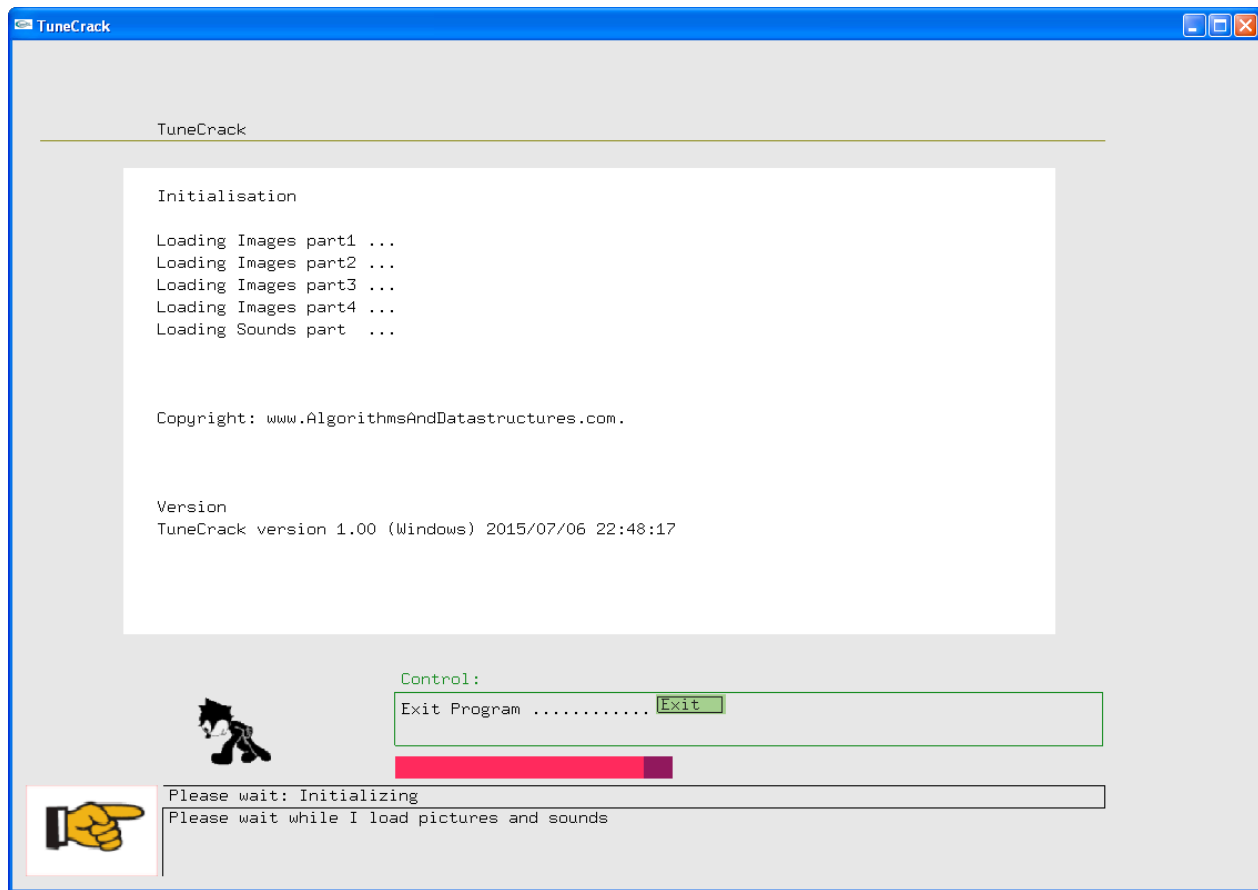 TuneCrack
TuneCrack
Initialisation
Loading Images part1 ...
Loading Images part2 ...
Loading Images part3 ...
Loading Images part4 ...
Loading Sounds part  ...
Copyright: www.AlgorithmsAndDatastructures.com.
Version
TuneCrack version 1.00 (Windows) 2015/07/06 22:48:17
Control:
Exit Program ............ Exit
Please wait: Initializing
Please wait while I load pictures and sounds